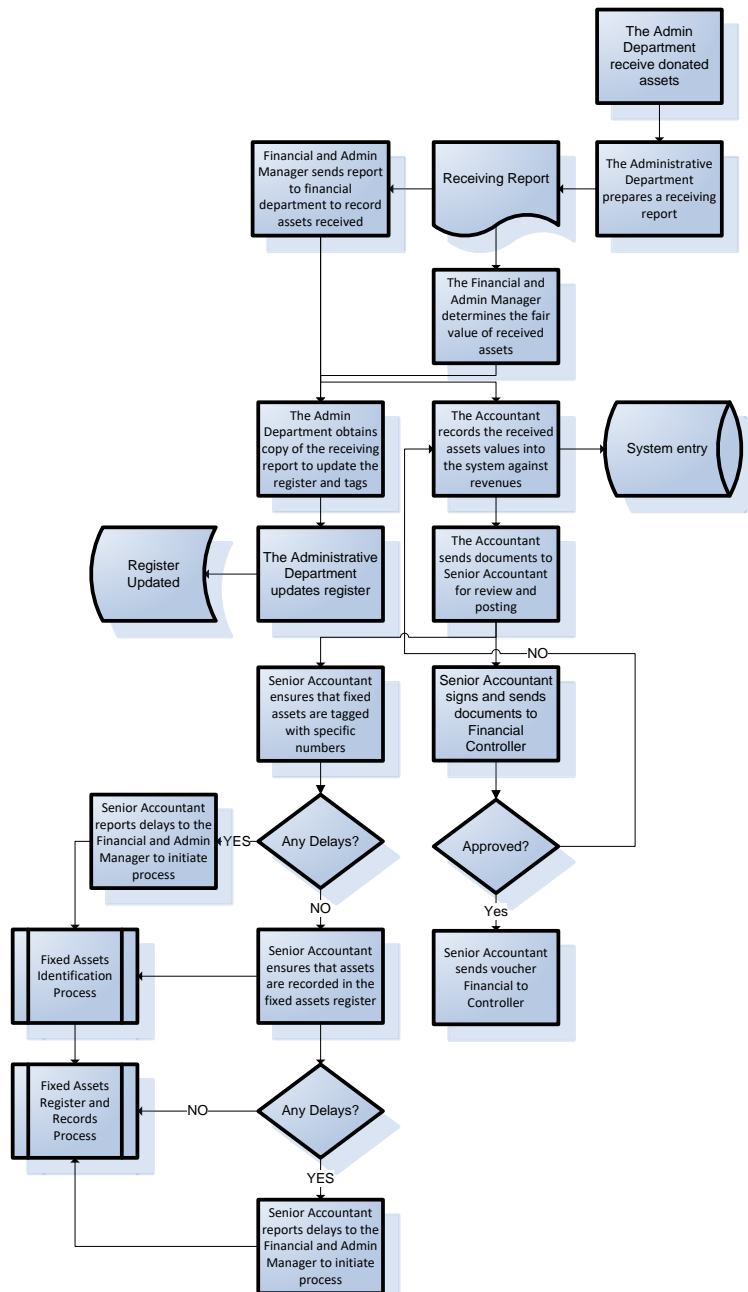 The Admin
Department
receive donated
assets
Financial and Admin
Manager sends report
to financial
department to record
assets received
Receiving Report
The Administrative
Department
prepares a receiving
report
The Financial and
Admin Manager
determines the fair
value of received
assets
The Admin
Department obtains
copy of the receiving
report to update the
register and tags
The Accountant
records the received
assets values into
the system against
revenues
System entry
Register
Updated
The Administrative
Department
updates register
The Accountant
sends documents to
Senior Accountant
for review and
posting
NO
Senior Accountant
ensures that fixed
assets are tagged
with specific
numbers
Senior Accountant
signs and sends
documents to
Financial Controller
Senior Accountant
reports delays to the
Financial and Admin
Manager to initiate
process
YES
Any Delays?
Approved?
NO
Yes
Fixed Assets
Identification
Process
Senior Accountant
ensures that assets
are recorded in the
fixed assets register
Senior Accountant
sends voucher
Financial to
Controller
Fixed Assets
Register and
Records
Process
NO
Any Delays?
YES
Senior Accountant
reports delays to the
Financial and Admin
Manager to initiate
process